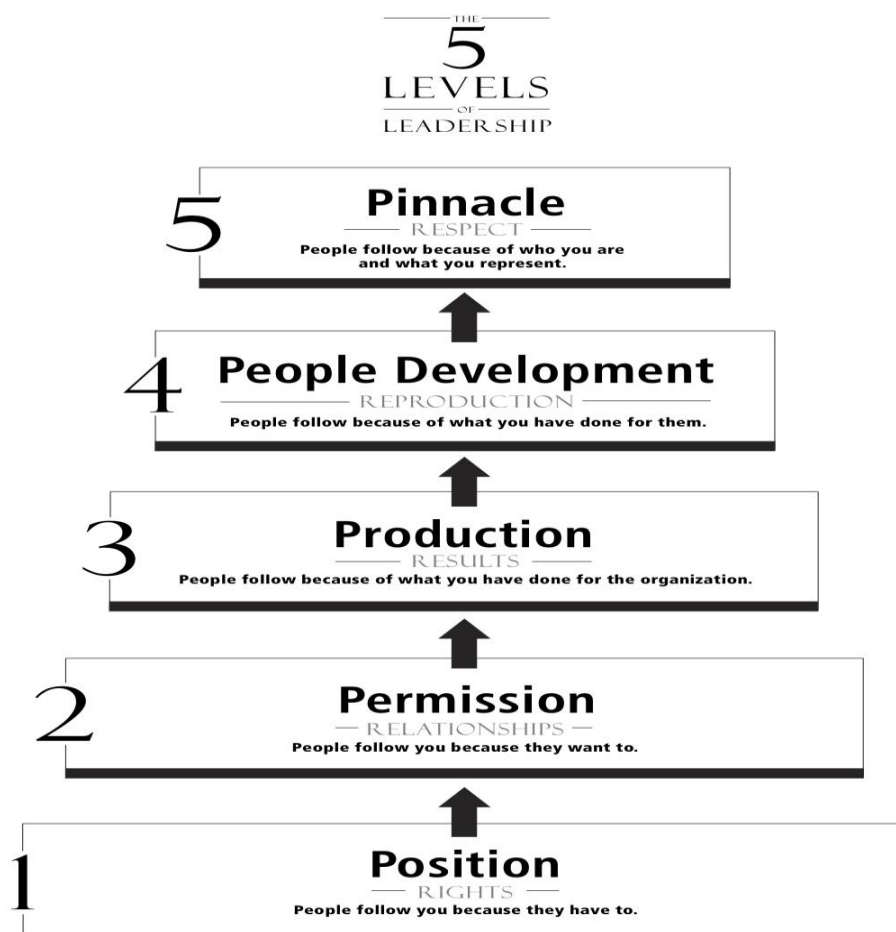 THE
5
LEVELS
OF
LEADERSHIP
5
Pinnacle
RESPECT
People follow because of who you are
and what you represent.
4
People Development
REPRODUCTION
People follow because of what you have done for them.
3
Production
RESULTS
People follow because of what you have done for the organization.
2
Permission
RELATIONSHIPS
People follow you because they want to.
1
Position
RIGHTS
People follow you because they have to.